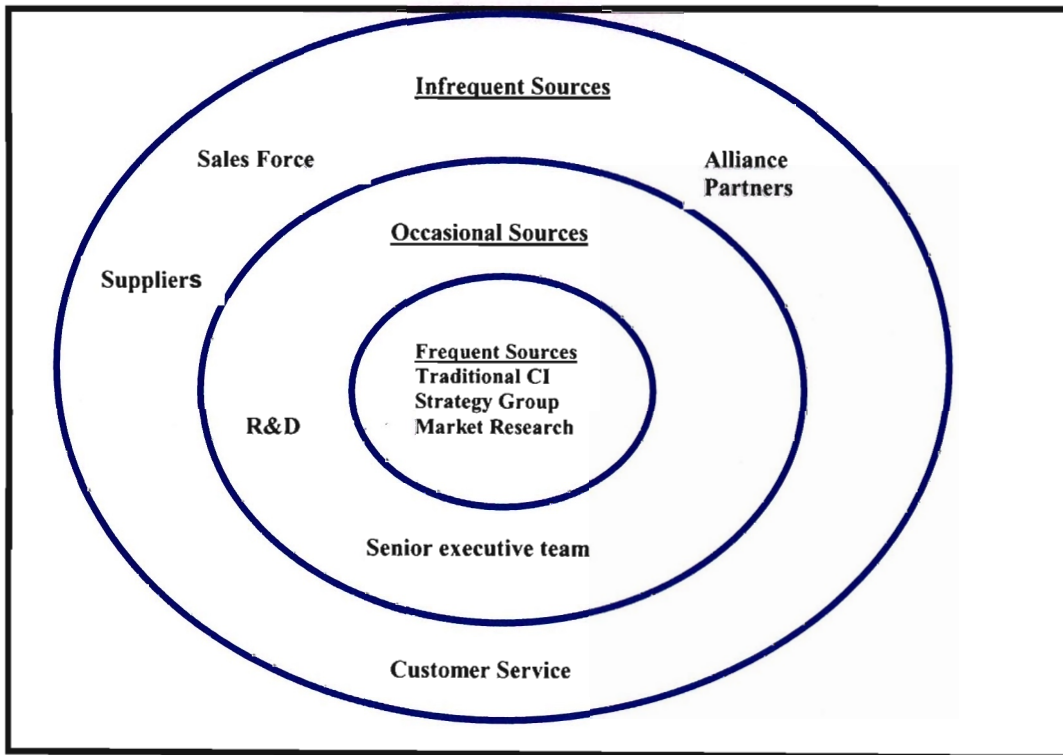 Infrequent Sources
Sales Force
Alliance
Partners
Occasional Sources
Suppliers
Frequent Sources
Traditional CI
Strategy Group
Market Research
R&D
Senior executive team
Customer Service